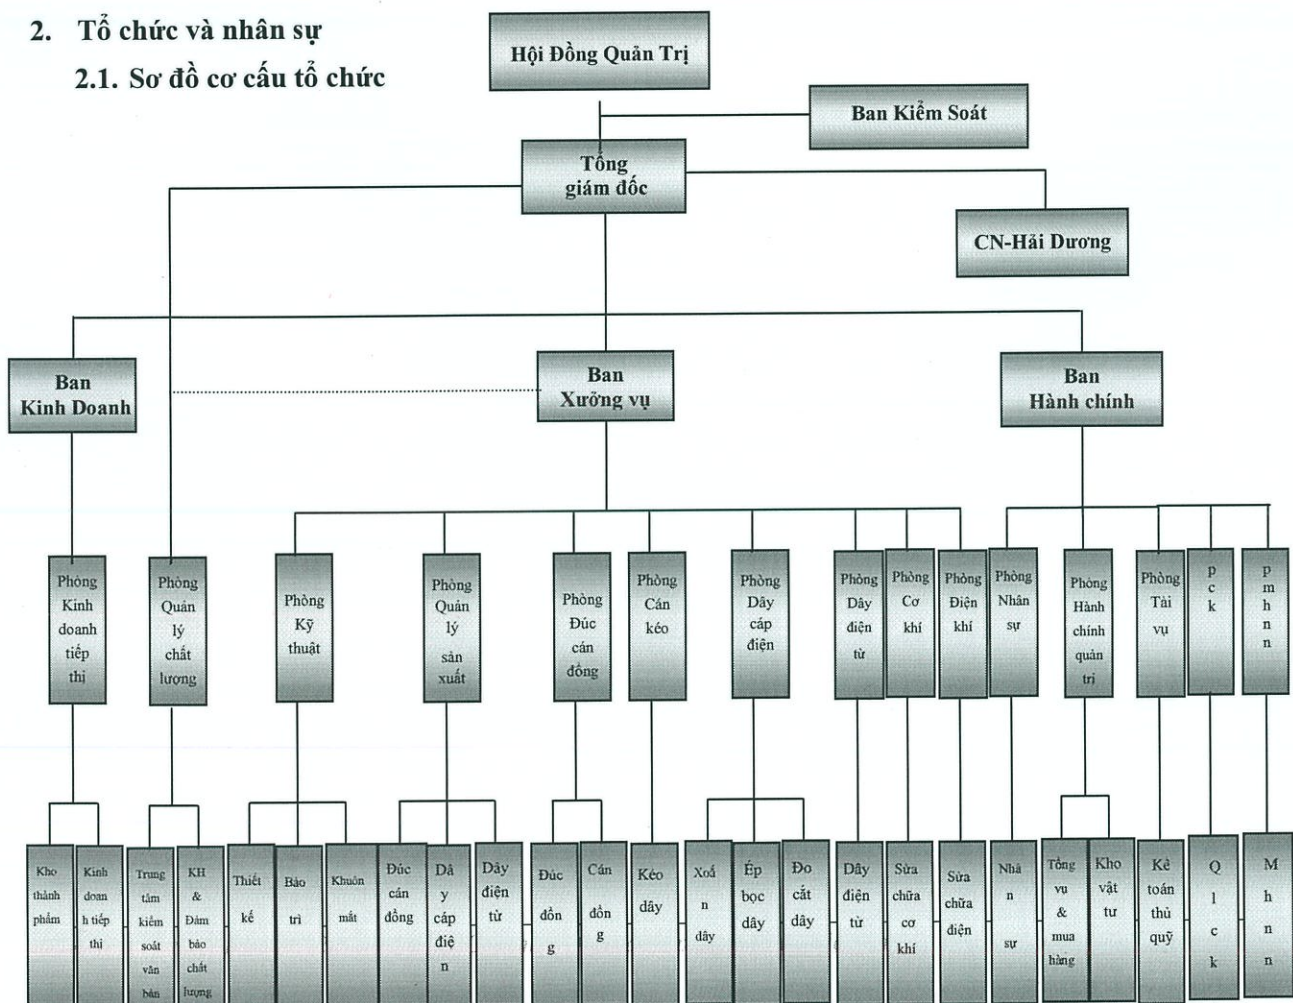 2. Tổ chức và nhân sự
2.1. Sơ đồ cơ cấu tổ chức
Hội Đồng Quản Trị
Ban Kiểm Soát
Tổng
giám đốc
CN-Hải Dương
Ban
Kinh Doanh
Ban
Xưởng vụ
Ban
Hành chính
Phòng
Kinh
doanh
tiếp
thị
Phòng
Quản
lý
chất
lượng
Phòng
Kỹ
thuật
Phòng
Quản
lý
sản
xuất
Phòng
Đúc
cán
đồng
Phòng
Cán
kéo
Phòng
Dây
cáp
điện
Phòng
Dây
điện
từ
Phòng
Cơ
khí
Phòng
Điện
khí
Phòng
Nhân
sự
Phòng
Hành
chính
quản
trị
Phòng
Tài
vụ
p
c
k
p
m
h
n
n
Kho
thành
phẩm
Kinh
doan
h tiếp
thị
Trung
tâm
kiểm
soát
văn
bản
KH
&
Đảm
bảo
chất
lượng
Thiết
kế
Bảo
trì
Khuôn
mắt
Đúc
cán
đồng
Dâ
y
cáp
điệ
n
Dây
điện
từ
Đúc
đồn
g
Cán
đồn
g
Kéo
dây
Xoắ
n
dây
Ép
bọc
dây
Đo
cắt
dây
Dây
điện
từ
Sửa
chữa
cơ
khí
Sửa
chữa
điện
Nhâ
n
sự
Tổng
vụ
&
mua
hàng
Kho
vật
tư
Kế
toán
thủ
quỹ
Q
l
c
k
M
h
n
n